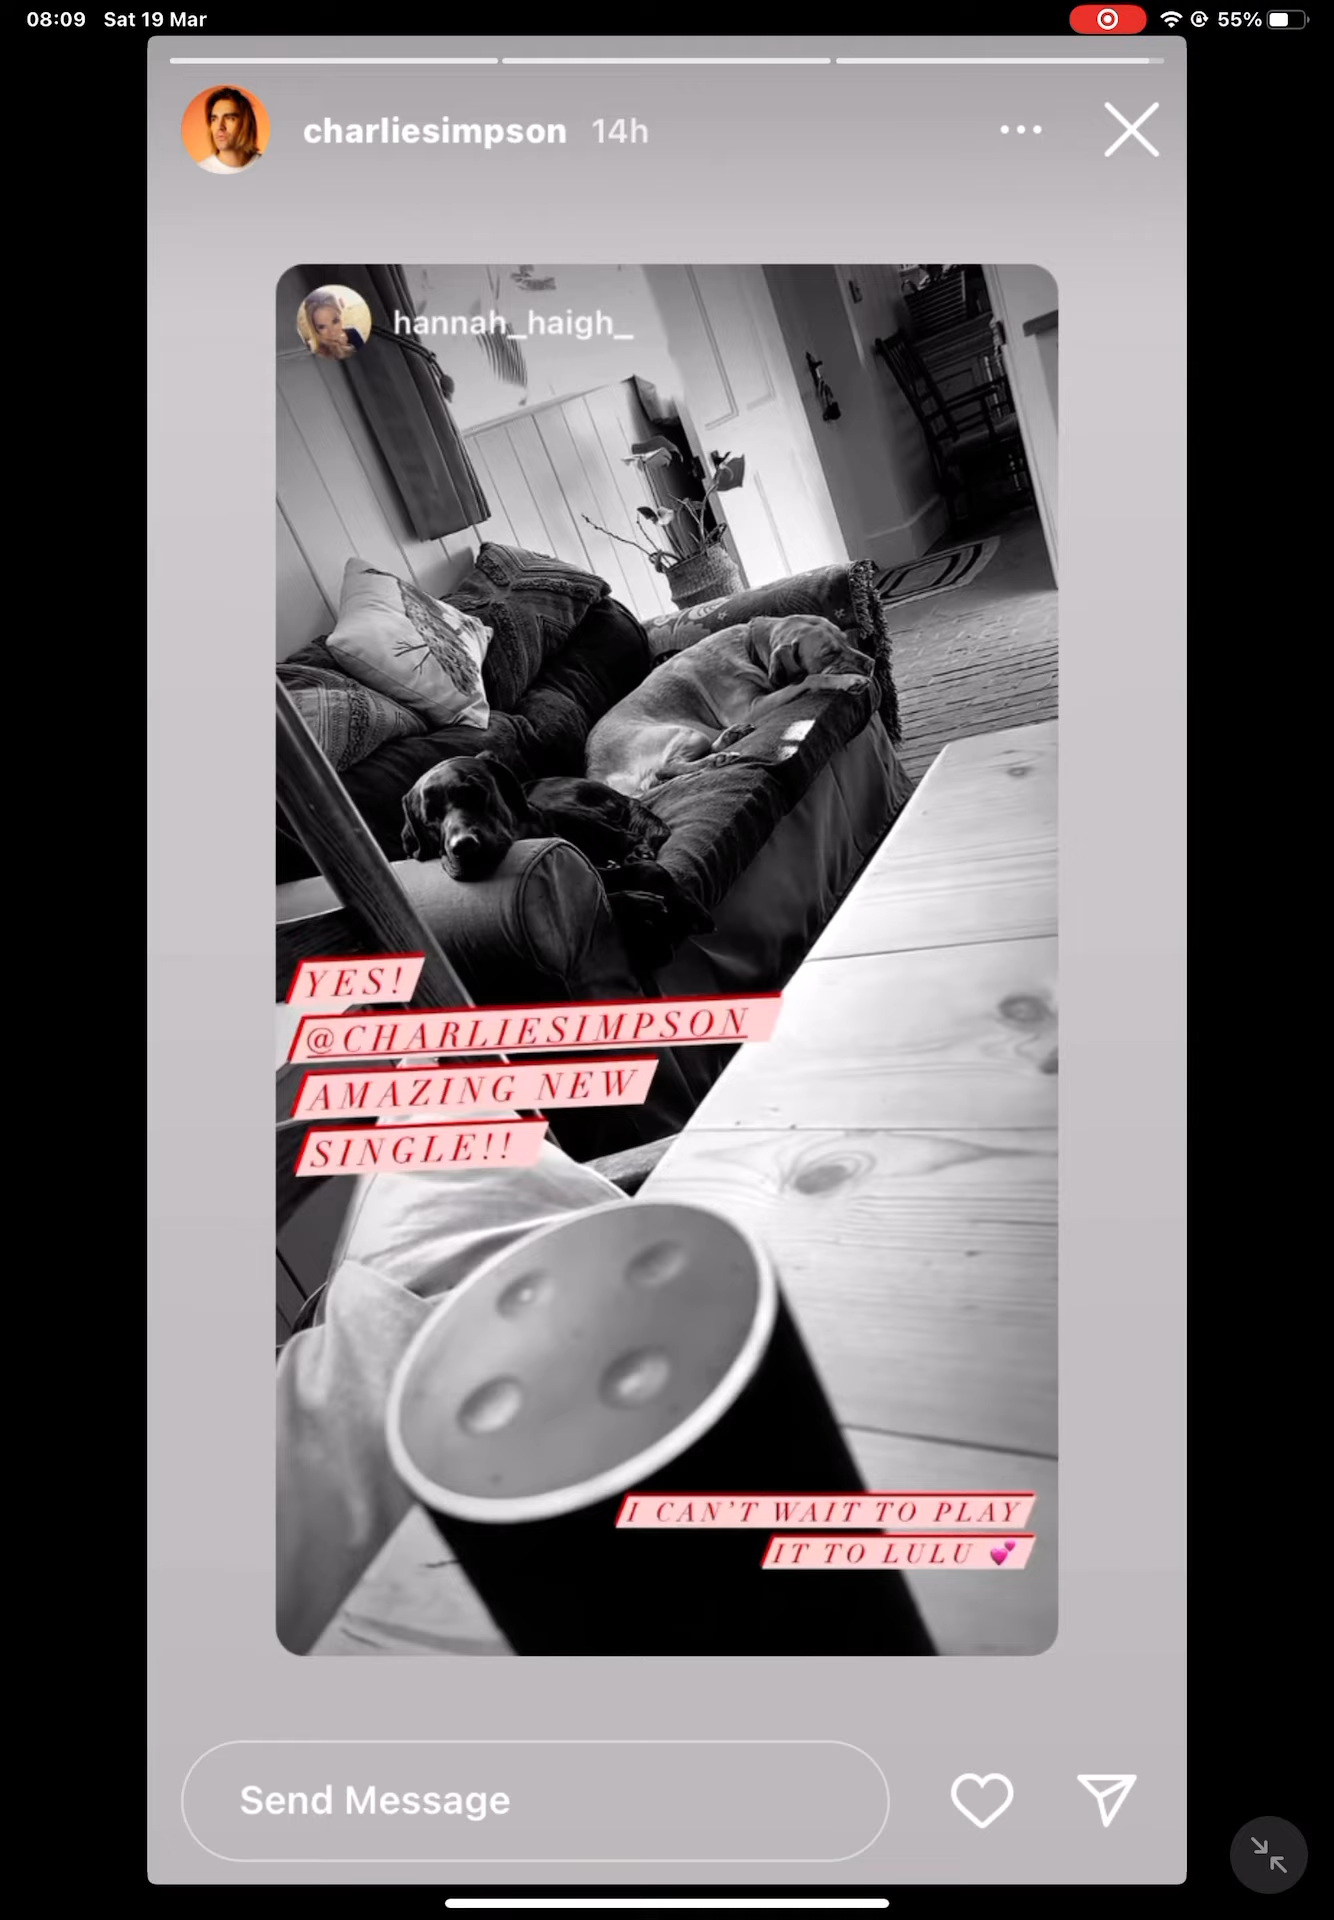 08:09 Sat 19 Mar 55%
charliesimpson 14h
hannah_haigh_
YES!
@CHARLIESIMPSON
AMAZING NEW
SINGLE!!
I CAN'T WAIT TO PLAY
IT TO LULU 💕
Send Message